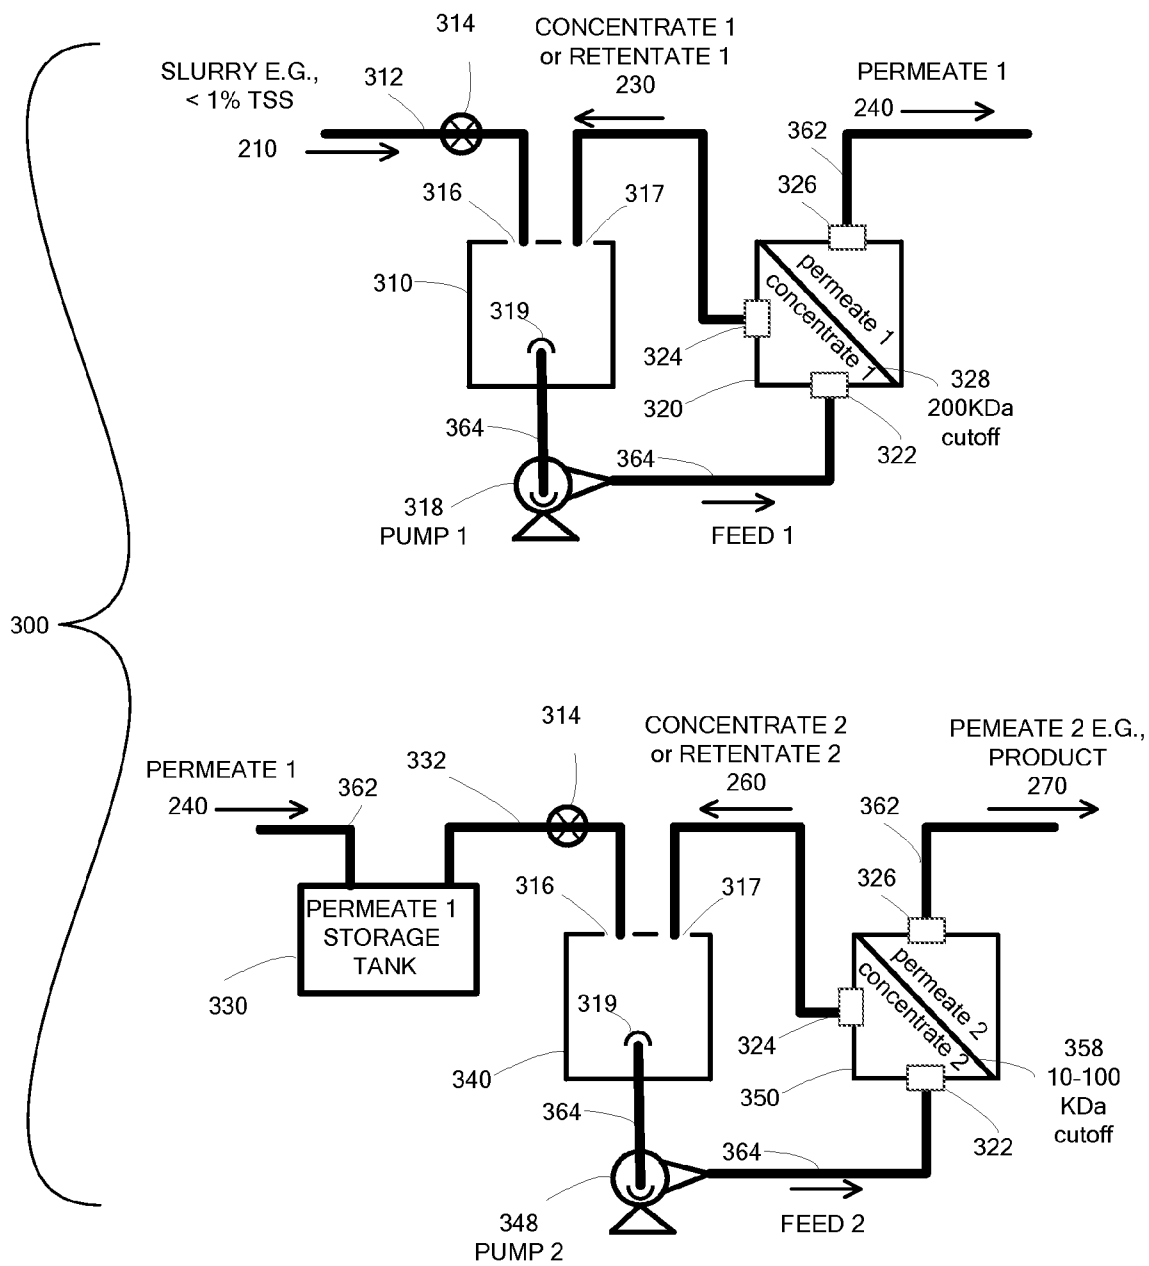 314
CONCENTRATE 1
or RETENTATE 1
230
SLURRY E.G.,
< 1% TSS
210
312
PERMEATE 1
240
362
316
317
326
310
319
permeate 1
concentrate 1
324
320
328
200KDa
cutoff
322
364
364
318
PUMP 1
FEED 1
300
314
CONCENTRATE 2
or RETENTATE 2
260
PEMEATE 2 E.G.,
PRODUCT
270
PERMEATE 1
240
362
332
362
316
317
326
PERMEATE 1
STORAGE
TANK
330
319
permeate 2
concentrate 2
324
340
350
358
10-100
KDa
cutoff
322
364
364
348
PUMP 2
FEED 2